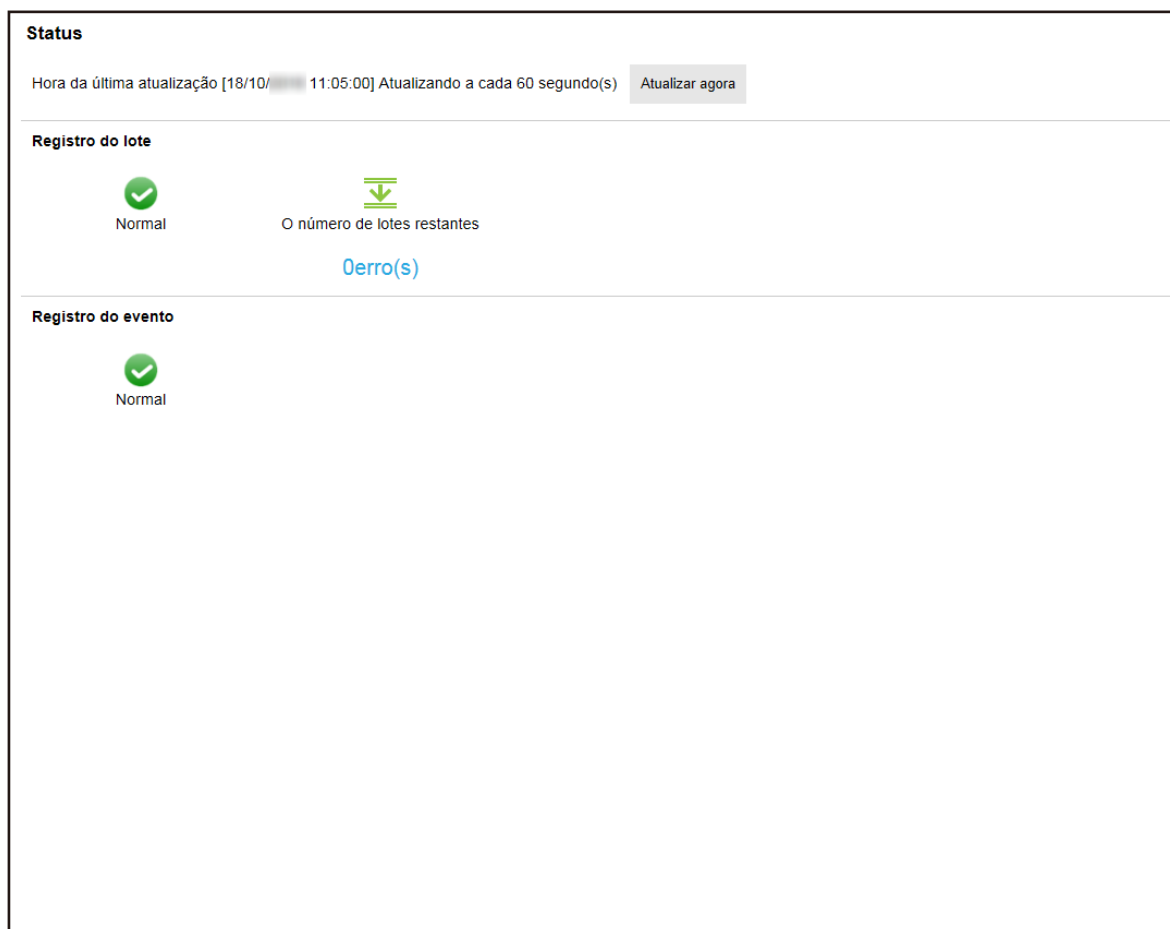 Status
Hora da última atualização [18/10/ 11:05:00] Atualizando a cada 60 segundo(s) Atualizar agora
Registro do lote
Normal O número de lotes restantes
0erro(s)
Registro do evento
Normal